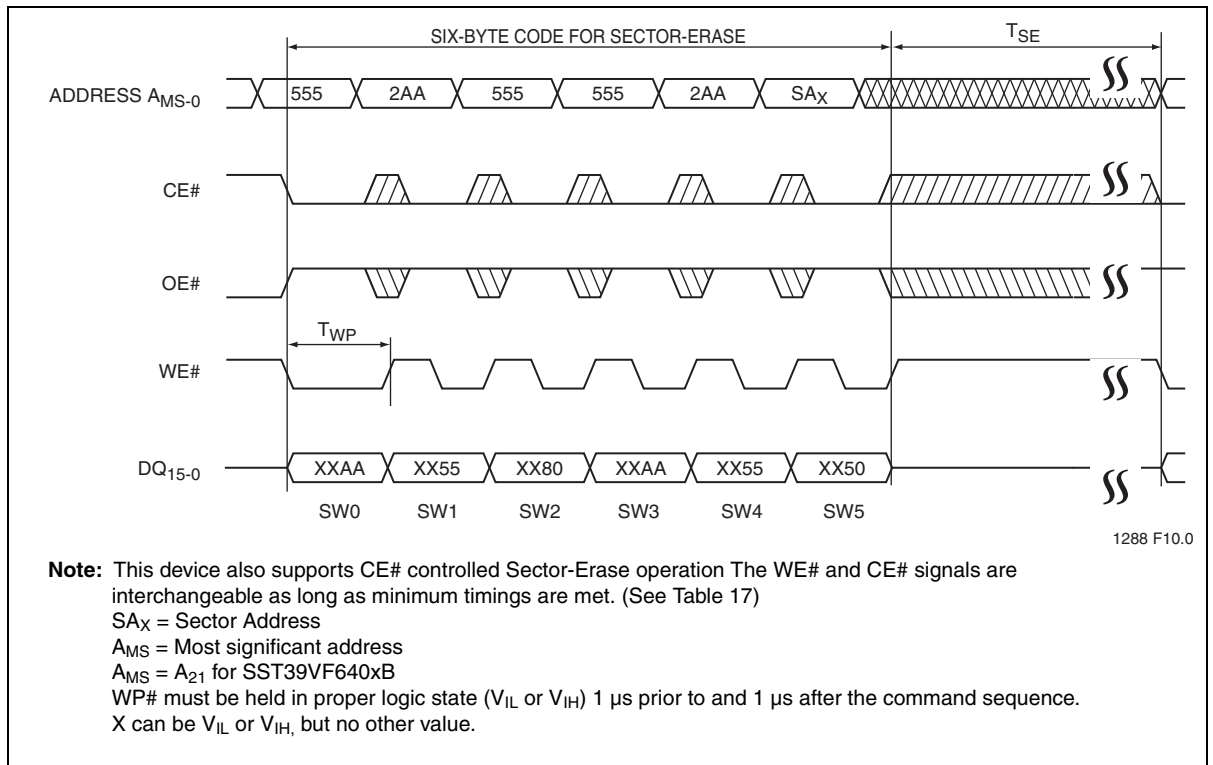 SIX-BYTE CODE FOR SECTOR-ERASE
TSE
ADDRESS AMS-0
555
2AA
555
555
2AA
SAX
CE#
OE#
TWP
WE#
DQ15-0
XXAA
XX55
XX80
XXAA
XX55
XX50
SW0
SW1
SW2
SW3
SW4
SW5
1288 F10.0
Note: This device also supports CE# controlled Sector-Erase operation The WE# and CE# signals are
interchangeable as long as minimum timings are met. (See Table 17)
SAX = Sector Address
AMS = Most significant address
AMS = A21 for SST39VF640xB
WP# must be held in proper logic state (VIL or VIH) 1 µs prior to and 1 µs after the command sequence.
X can be VIL or VIH, but no other value.